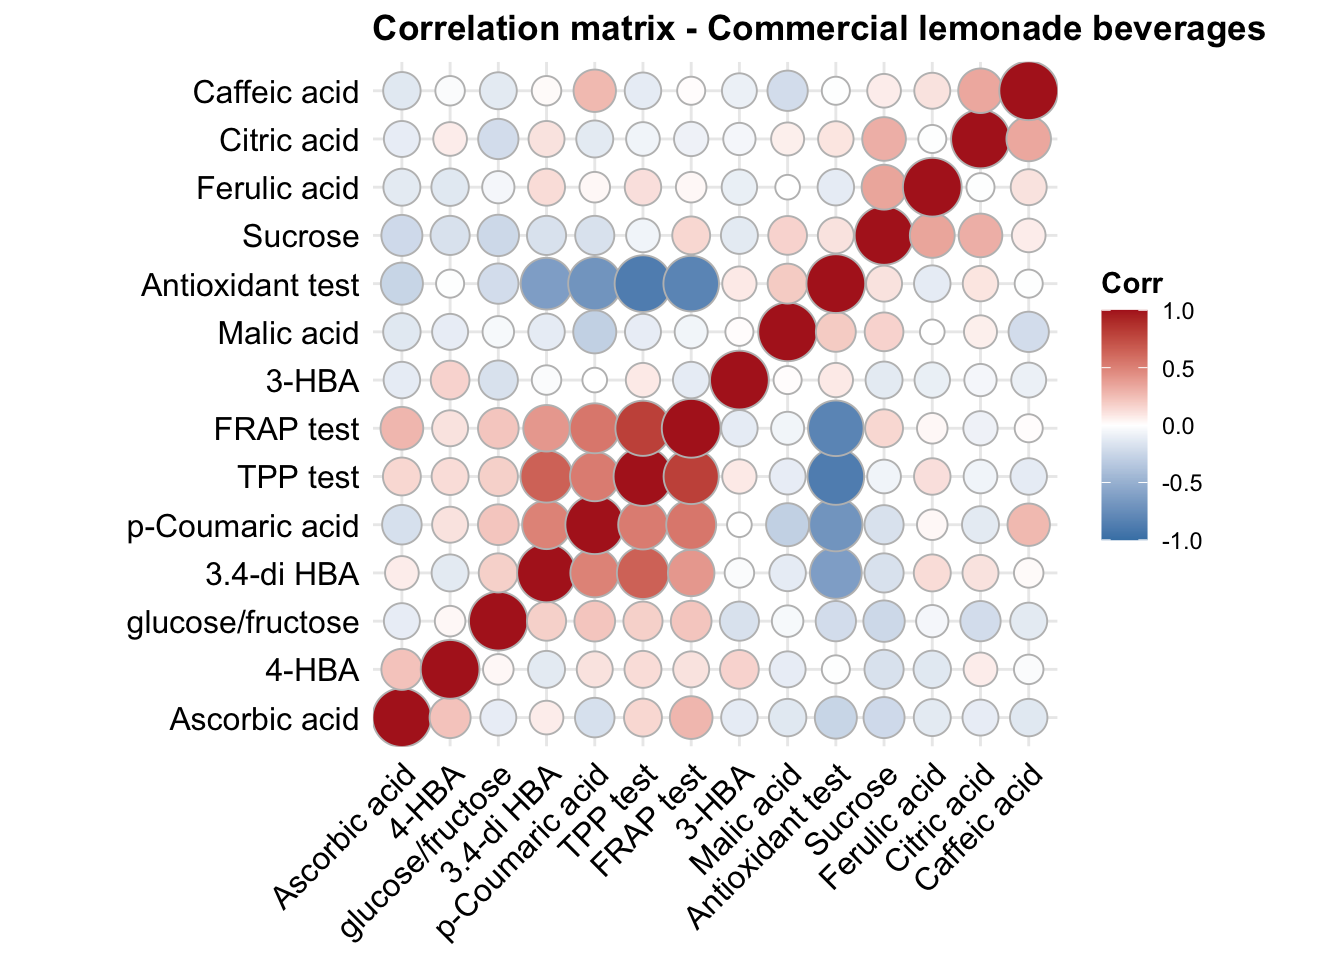 Correlation matrix - Commercial lemonade beverages
Caffeic acid
Citric acid
Ferulic acid
Sucrose
Antioxidant test
Malic acid
3-HBA
FRAP test
TPP test
p-Coumaric acid
3.4-di HBA
glucose/fructose
4-HBA
Ascorbic acid
Ascorbic acid
4-HBA
glucose/fructose
3.4-di HBA
p-Coumaric acid
TPP test
FRAP test
3-HBA
Malic acid
Antioxidant test
Sucrose
Ferulic acid
Citric acid
Caffeic acid
Corr
1.0
0.5
0.0
-0.5
-1.0